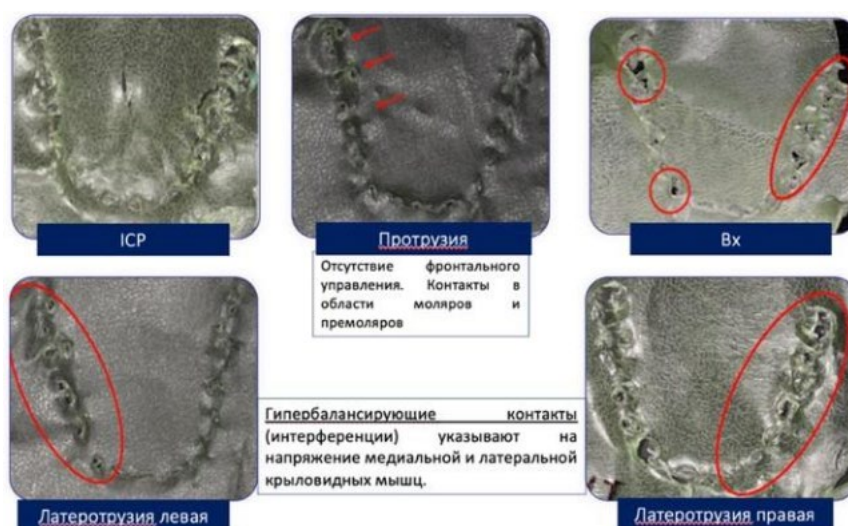 ICP
Протрузия
Вх
Отсутствие фронтального
управления. Контакты в
области моляров и
премоляров
Гипербалансирующие контакты
(интерференции) указывают на
напряжение медиальной и латеральной
крыловидных мышц.
Латеротрузия левая
Латеротрузия правая